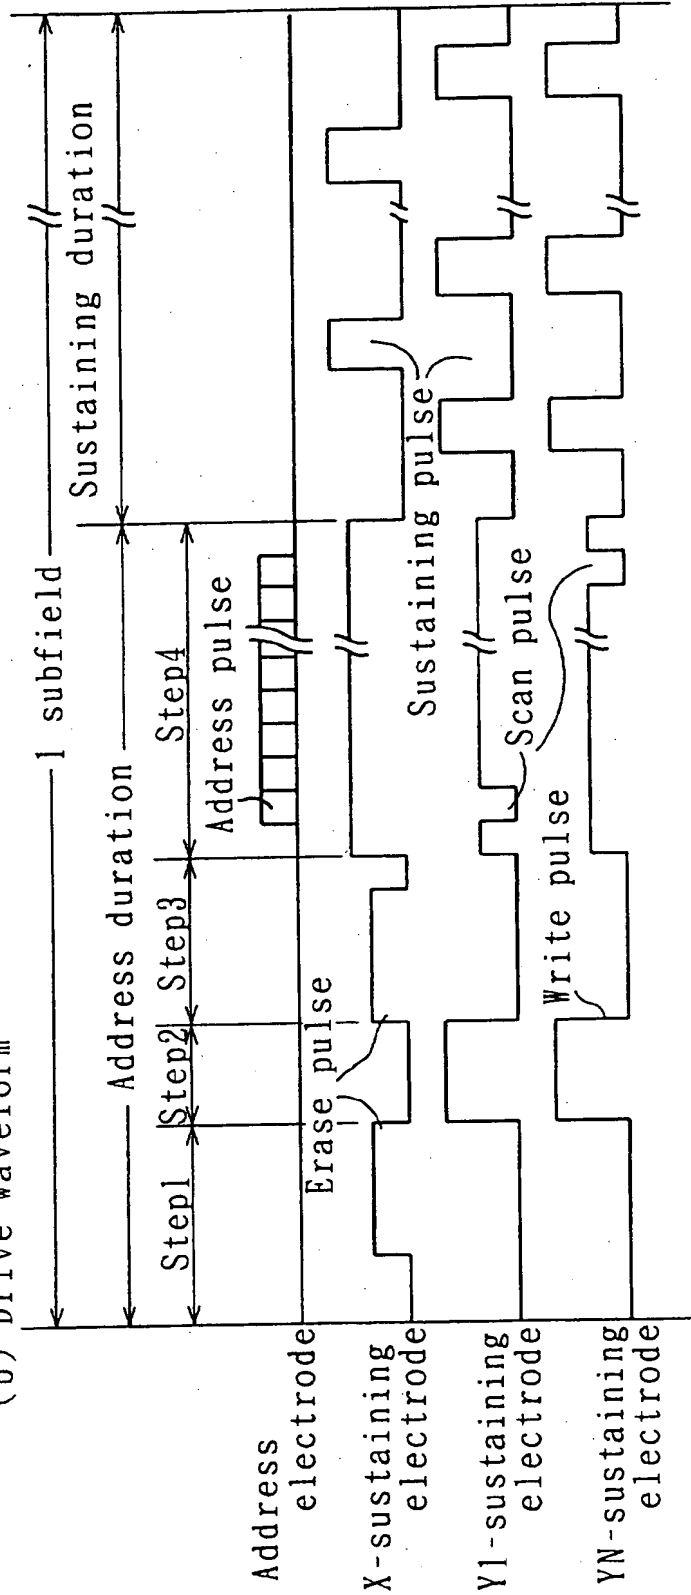 (b) Drive waveform
1 subfield
Address duration
Sustaining duration
Step1
Step2
Step3
Step4
Address pulse
Address
electrode
Erase pulse
X-sustaining
electrode
Sustaining pulse
Y1-sustaining
electrode
Scan pulse
Write pulse
YN-sustaining
electrode